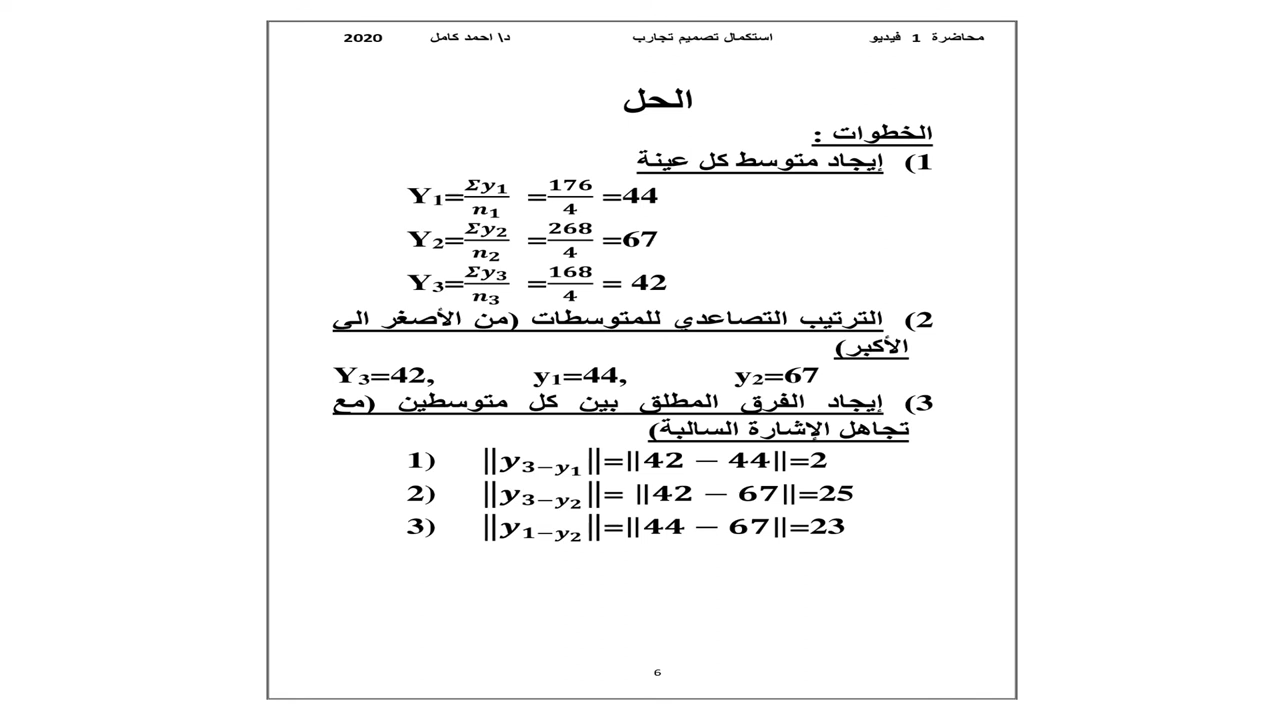 محاضرة 1 فيديو استكمال تصميم تجارب د\ احمد كامل 2020
الحل
الخطوات :
1) إيجاد متوسط كل عينة
Y₁=Σy₁/n₁ =176/4 =44
Y₂=Σy₂/n₂ =268/4 =67
Y₃=Σy₃/n₃ =168/4 = 42
2) الترتيب التصاعدي للمتوسطات (من الأصغر الى
الأكبر)
Y₃=42, y₁=44, y₂=67
3) إيجاد الفرق المطلق بين كل متوسطين (مع
تجاهل الإشارة السالبة)
1) ||y₃₋y₁||=||42 − 44||=2
2) ||y₃₋y₂||= ||42 − 67||=25
3) ||y₁₋y₂||=||44 − 67||=23
6